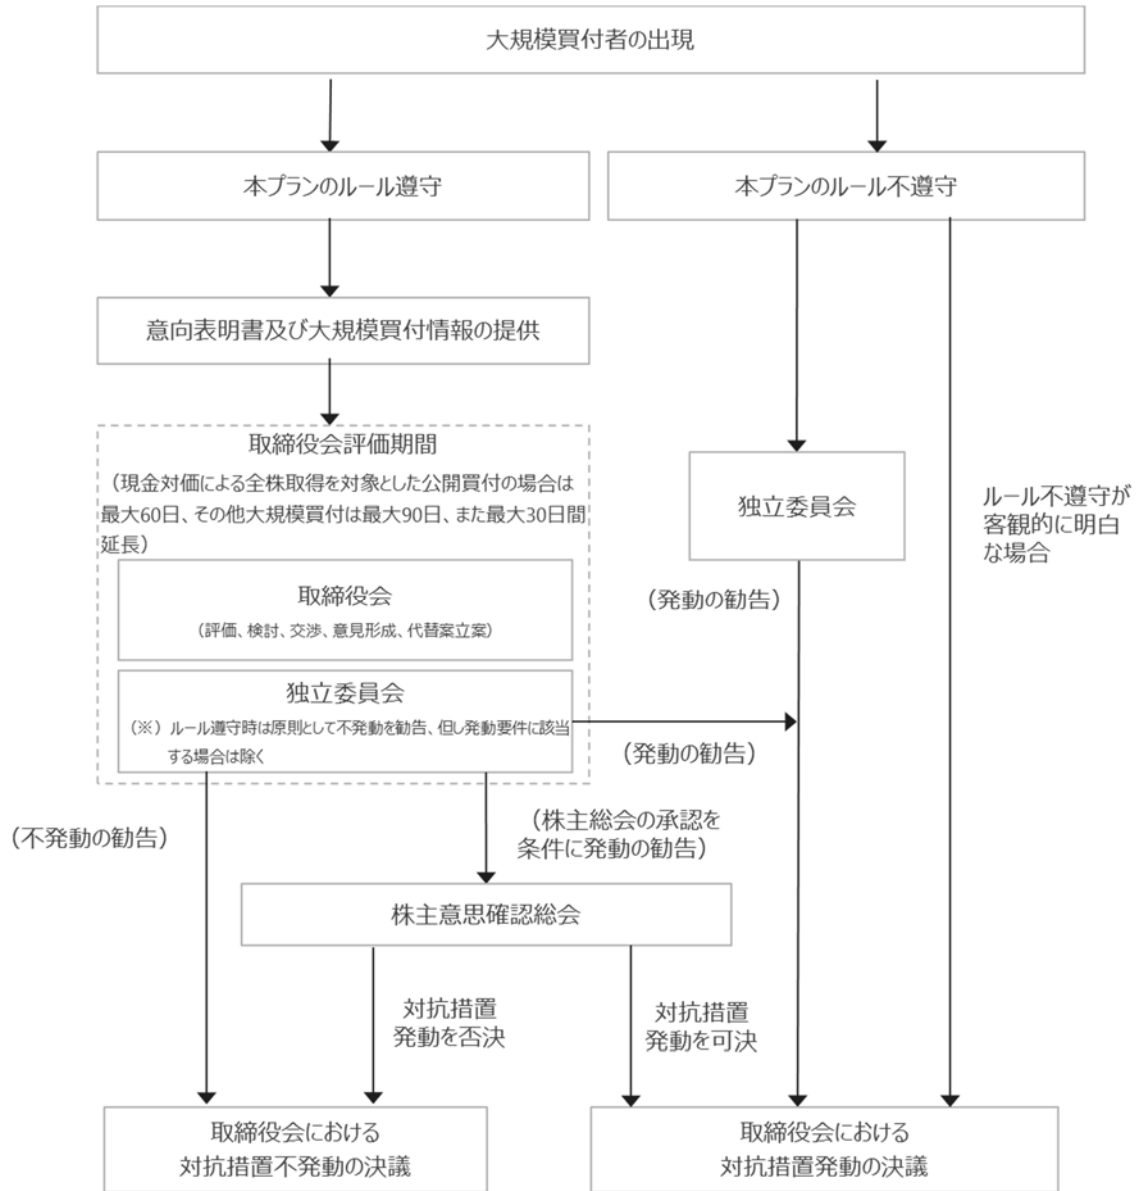 大規模買付者の出現
本プランのルール遵守
本プランのルール不遵守
意向表明書及び大規模買付情報の提供
取締役会評価期間
（現金対価による全株取得を対象とした公開買付の場合は
最大60日、その他大規模買付は最大90日、また最大30日間
延長）
取締役会
（評価、検討、交渉、意見形成、代替案立案）
独立委員会
（※）ルール遵守時は原則として不発動を勧告、但し発動要件に該当
する場合は除く
独立委員会
ルール不遵守が
客観的に明白
な場合
（発動の勧告）
（発動の勧告）
（不発動の勧告）
（株主総会の承認を
条件に発動の勧告）
株主意思確認総会
対抗措置
発動を否決
対抗措置
発動を可決
取締役会における
対抗措置不発動の決議
取締役会における
対抗措置発動の決議